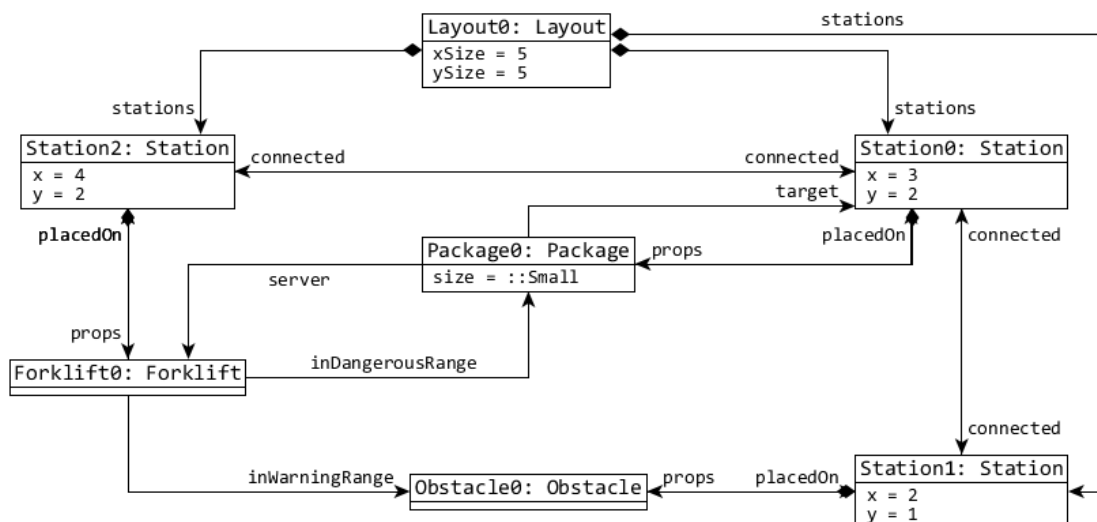 stations
Layout0: Layout
xSize = 5
ySize = 5
stations
stations
Station2: Station
x = 4
y = 2
connected
connected
Station0: Station
x = 3
y = 2
target
placedOn
Package0: Package
size = ::Small
props
placedOn
connected
server
props
Forklift0: Forklift
inDangerousRange
connected
inWarningRange
Obstacle0: Obstacle
props
placedOn
Station1: Station
x = 2
y = 1